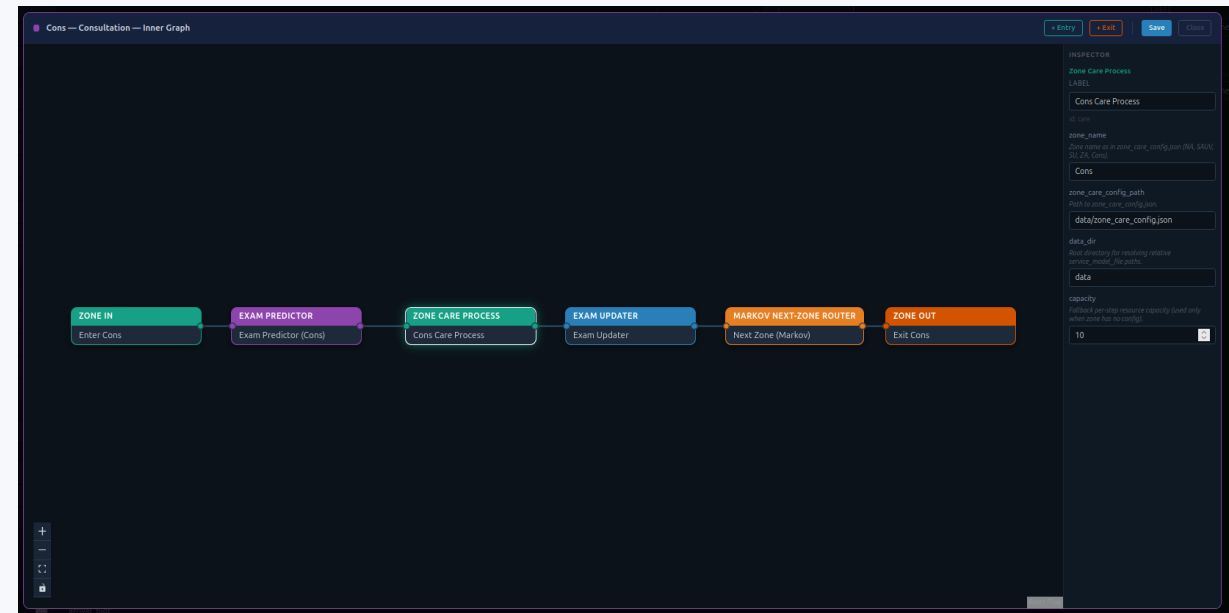 Cons — Consultation — Inner Graph
+ Entry
+ Exit
Save
Close
INSPECTOR
Zone Care Process
LABEL
Cons Care Process
id: care
zone_name
Zone name as in zone_care_config.json (NA, SAUV,
SU, ZA, Cons).
Cons
zone_care_config_path
Path to zone_care_config.json.
data/zone_care_config.json
data_dir
Root directory for resolving relative
service_model_file paths.
data
capacity
Fallback per-step resource capacity (used only
when zone has no config).
10
ZONE IN
Enter Cons
EXAM PREDICTOR
Exam Predictor (Cons)
ZONE CARE PROCESS
Cons Care Process
EXAM UPDATER
Exam Updater
MARKOV NEXT-ZONE ROUTER
Next Zone (Markov)
ZONE OUT
Exit Cons